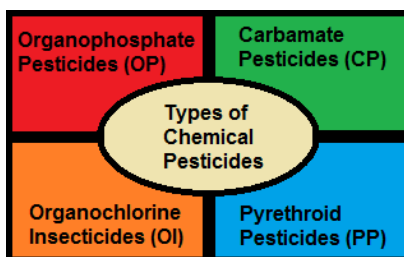 Organophosphate
Pesticides (OP)
Carbamate
Pesticides (CP)
Types of
Chemical
Pesticides
Organochlorine
Insecticides (OI)
Pyrethroid
Pesticides (PP)